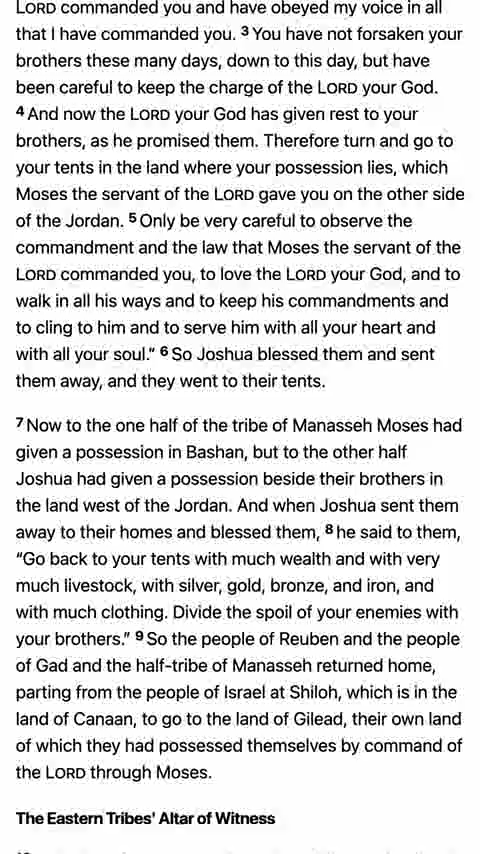 LORD commanded you and have obeyed my voice in all
that I have commanded you. 3 You have not forsaken your
brothers these many days, down to this day, but have
been careful to keep the charge of the LORD your God.
4 And now the LORD your God has given rest to your
brothers, as he promised them. Therefore turn and go to
your tents in the land where your possession lies, which
Moses the servant of the LORD gave you on the other side
of the Jordan. 5 Only be very careful to observe the
commandment and the law that Moses the servant of the
LORD commanded you, to love the LORD your God, and to
walk in all his ways and to keep his commandments and
to cling to him and to serve him with all your heart and
with all your soul.” 6 So Joshua blessed them and sent
them away, and they went to their tents.
7 Now to the one half of the tribe of Manasseh Moses had
given a possession in Bashan, but to the other half
Joshua had given a possession beside their brothers in
the land west of the Jordan. And when Joshua sent them
away to their homes and blessed them, 8 he said to them,
“Go back to your tents with much wealth and with very
much livestock, with silver, gold, bronze, and iron, and
with much clothing. Divide the spoil of your enemies with
your brothers.” 9 So the people of Reuben and the people
of Gad and the half-tribe of Manasseh returned home,
parting from the people of Israel at Shiloh, which is in the
land of Canaan, to go to the land of Gilead, their own land
of which they had possessed themselves by command of
the LORD through Moses.
The Eastern Tribes’ Altar of Witness